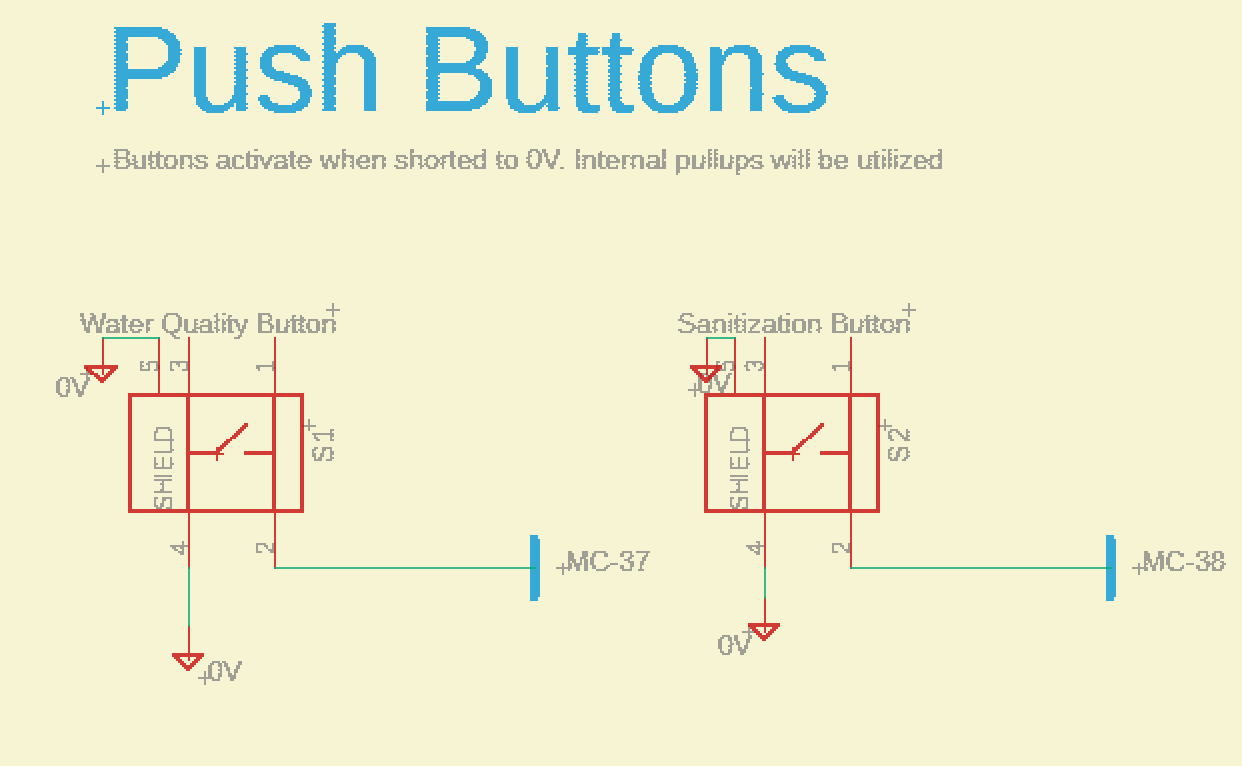 Push Buttons
Buttons activate when shorted to 0V. Internal pullups will be utilized
Water Quality Button
Sanitization Button
5
3
1
5
3
1
0V
0V
SHIELD
S1
SHIELD
S2
4
2
MC-37
4
2
MC-38
0V
0V